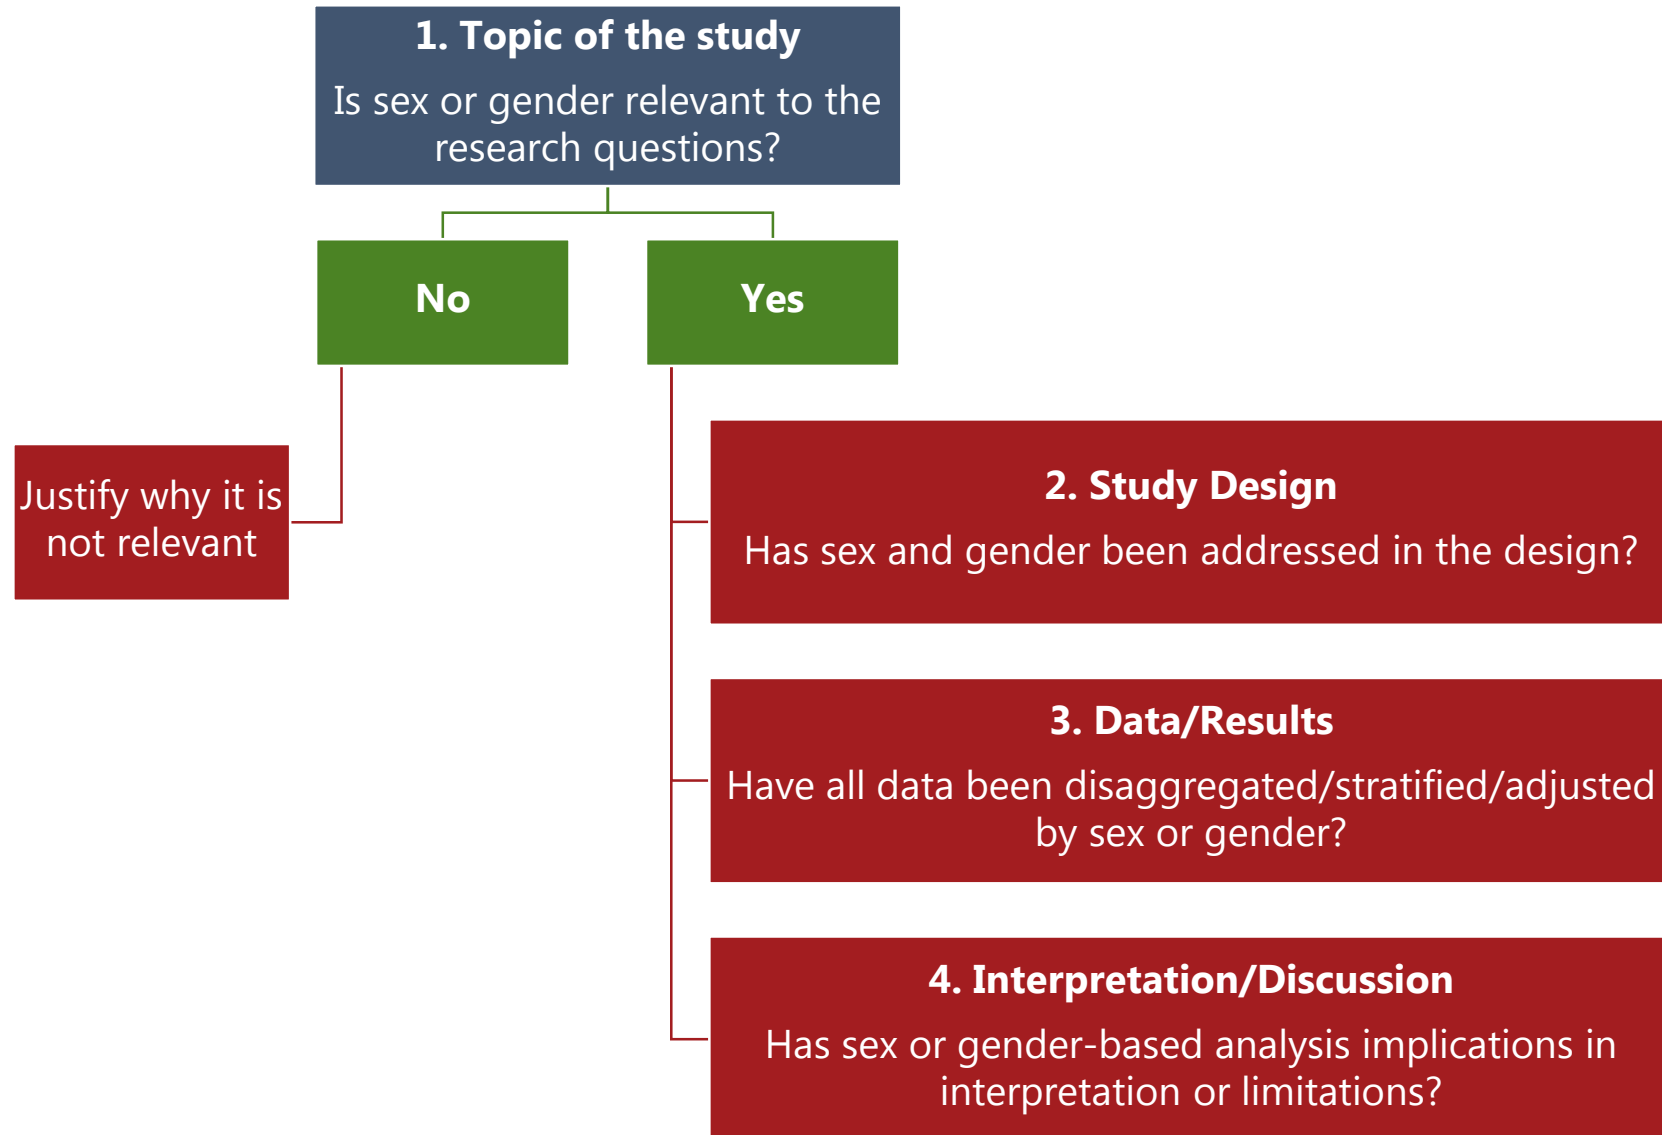 1. Topic of the study
Is sex or gender relevant to the
research questions?
No
Yes
Justify why it is
not relevant
2. Study Design
Has sex and gender been addressed in the design?
3. Data/Results
Have all data been disaggregated/stratified/adjusted
by sex or gender?
4. Interpretation/Discussion
Has sex or gender-based analysis implications in
interpretation or limitations?